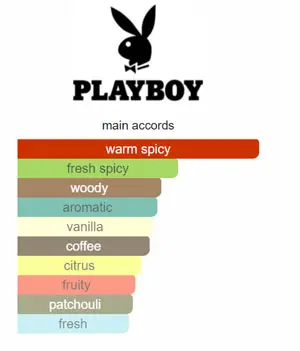 PLAYBOY
main accords
warm spicy
fresh spicy
woody
aromatic
vanilla
coffee
citrus
fruity
patchouli
fresh